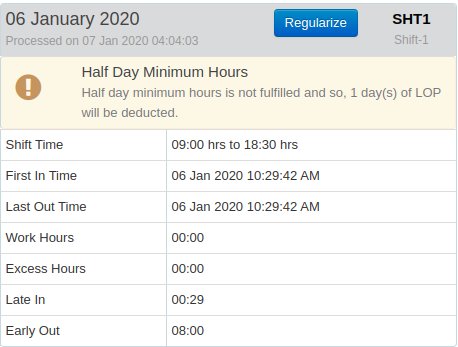 06 January 2020
Regularize
SHT1
Processed on 07 Jan 2020 04:04:03
Shift-1
Half Day Minimum Hours
Half day minimum hours is not fulfilled and so, 1 day(s) of LOP
will be deducted.
Shift Time 09:00 hrs to 18:30 hrs
First In Time 06 Jan 2020 10:29:42 AM
Last Out Time 06 Jan 2020 10:29:42 AM
Work Hours 00:00
Excess Hours 00:00
Late In 00:29
Early Out 08:00